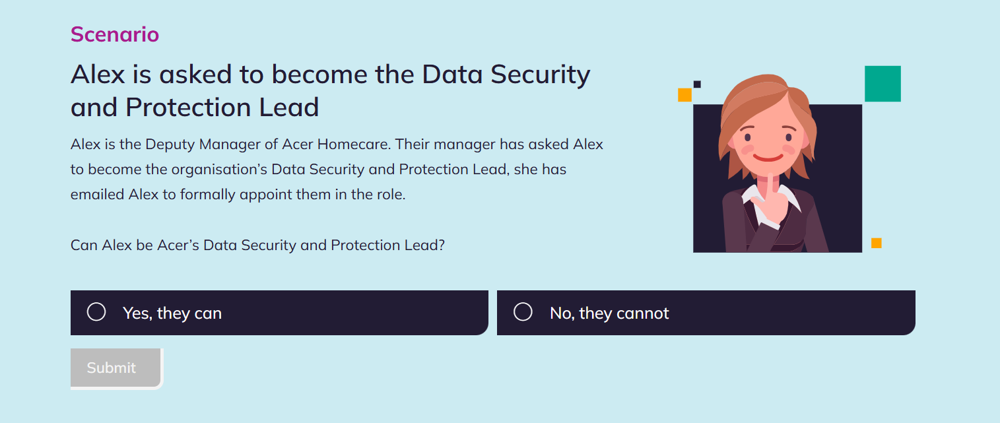 Scenario
Alex is asked to become the Data Security
and Protection Lead
Alex is the Deputy Manager of Acer Homecare. Their manager has asked Alex
to become the organisation’s Data Security and Protection Lead, she has
emailed Alex to formally appoint them in the role.
Can Alex be Acer’s Data Security and Protection Lead?
Yes, they can
No, they cannot
Submit